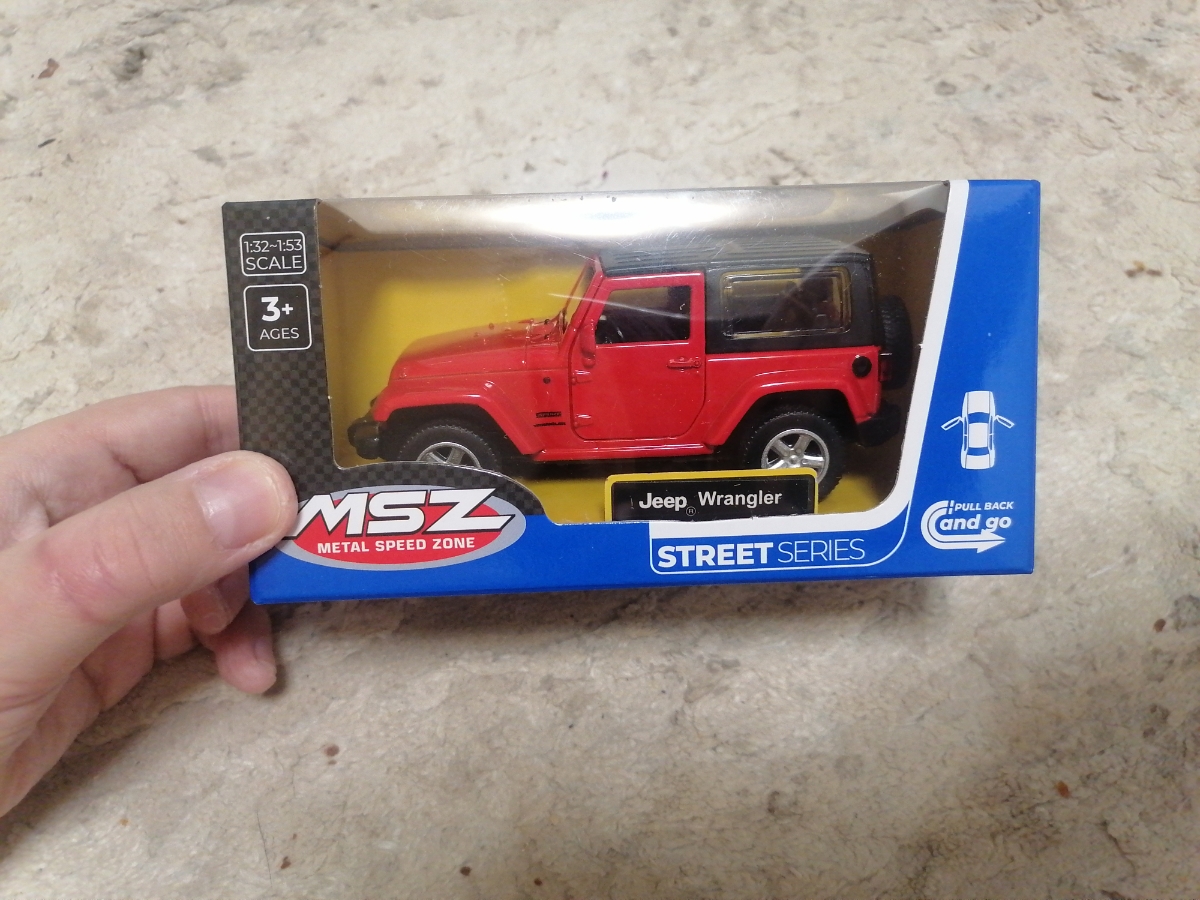 1:32~1:53
SCALE
3+
AGES
MSZ
METAL SPEED ZONE
Jeep® Wrangler
STREET SERIES
PULL BACK
and go